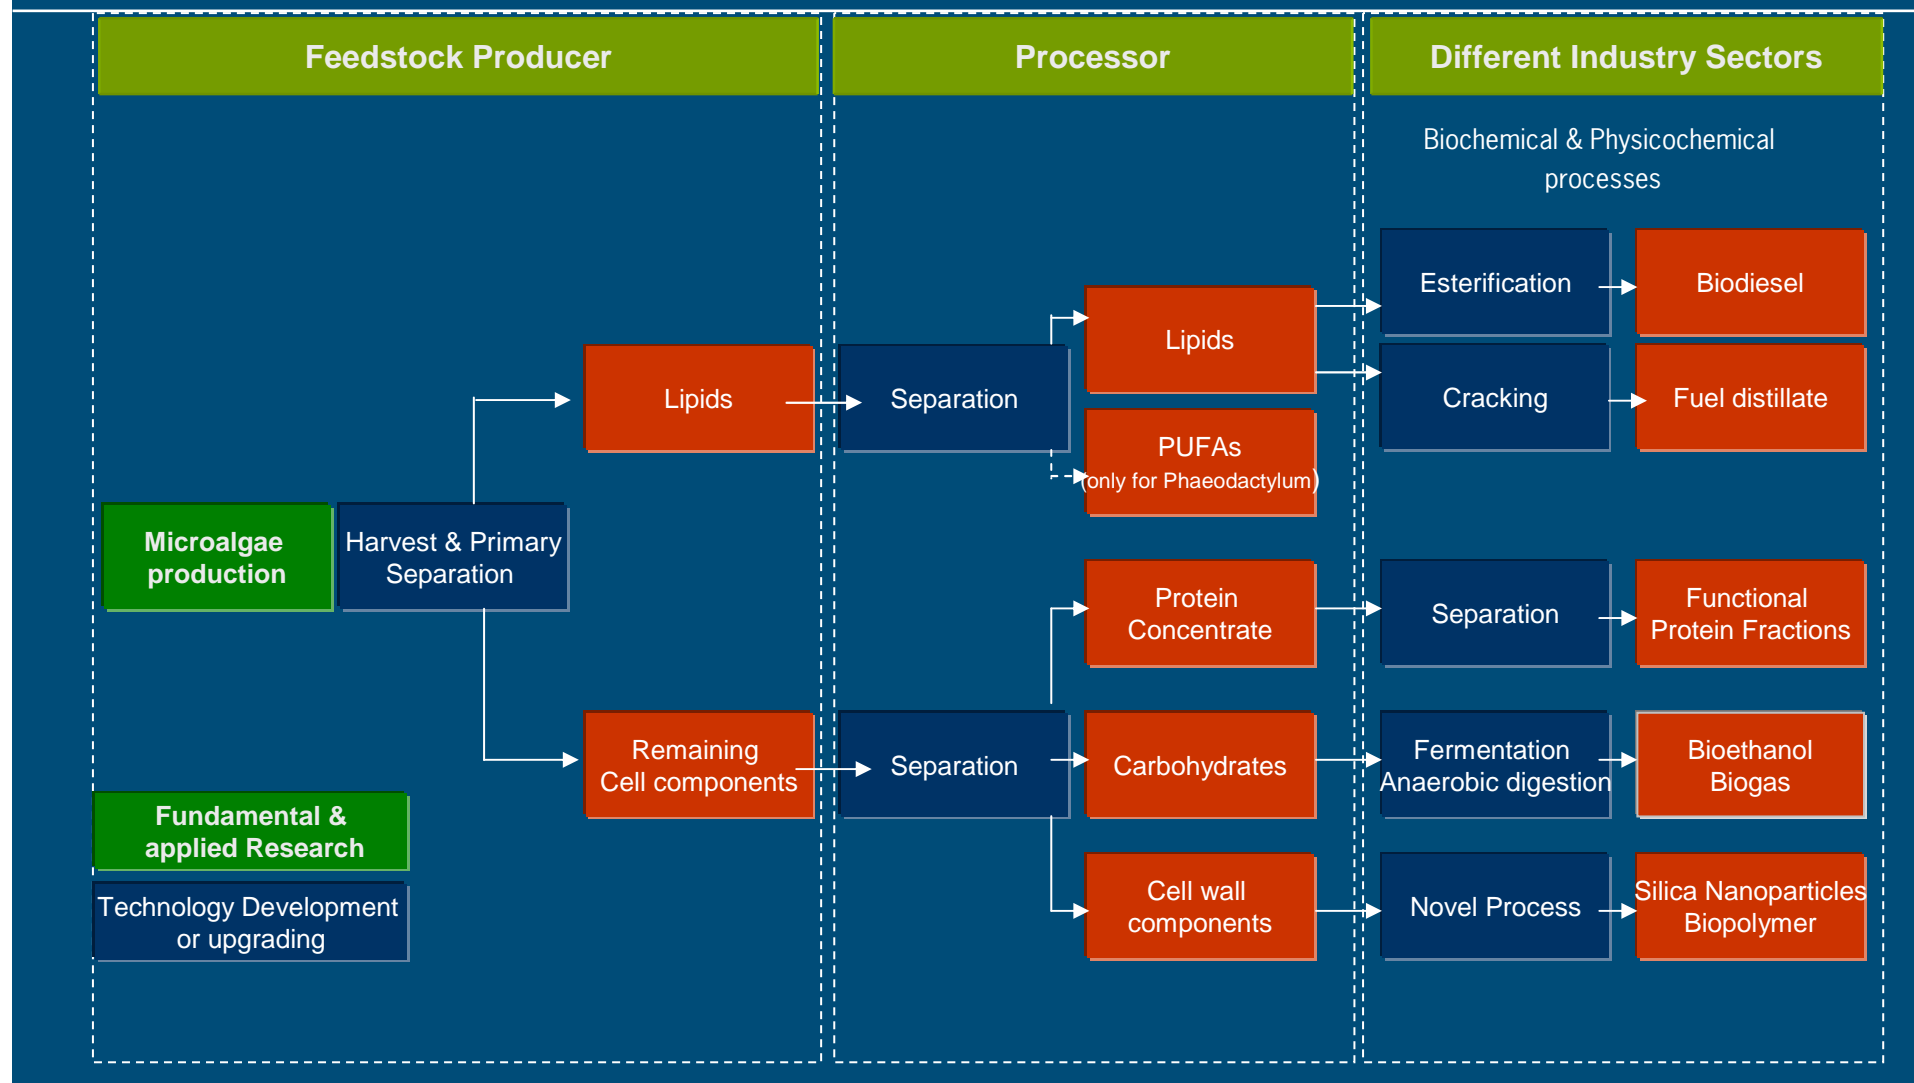 Feedstock Producer
Processor
Different Industry Sectors
Biochemical & Physicochemical
processes
Esterification
Biodiesel
Lipids
Cracking
Fuel distillate
Lipids
Separation
PUFAs
(only for Phaeodactylum)
Microalgae
production
Harvest & Primary
Separation
Protein
Concentrate
Separation
Functional
Protein Fractions
Remaining
Cell components
Separation
Carbohydrates
Fermentation
Anaerobic digestion
Bioethanol
Biogas
Fundamental &
applied Research
Technology Development
or upgrading
Cell wall
components
Novel Process
Silica Nanoparticles
Biopolymer